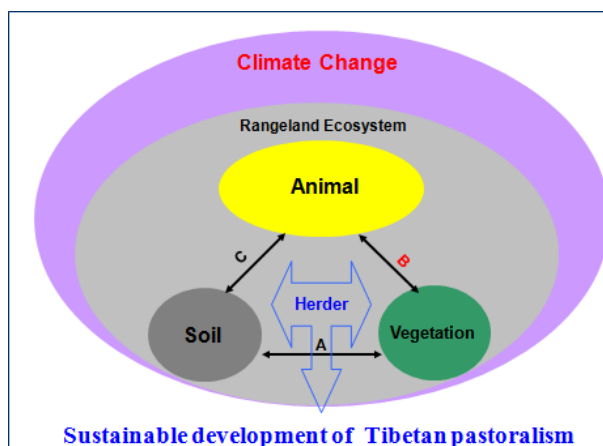 Climate Change
Rangeland Ecosystem
Animal
C
B
Herder
Soil
Vegetation
A
Sustainable development of Tibetan pastoralism